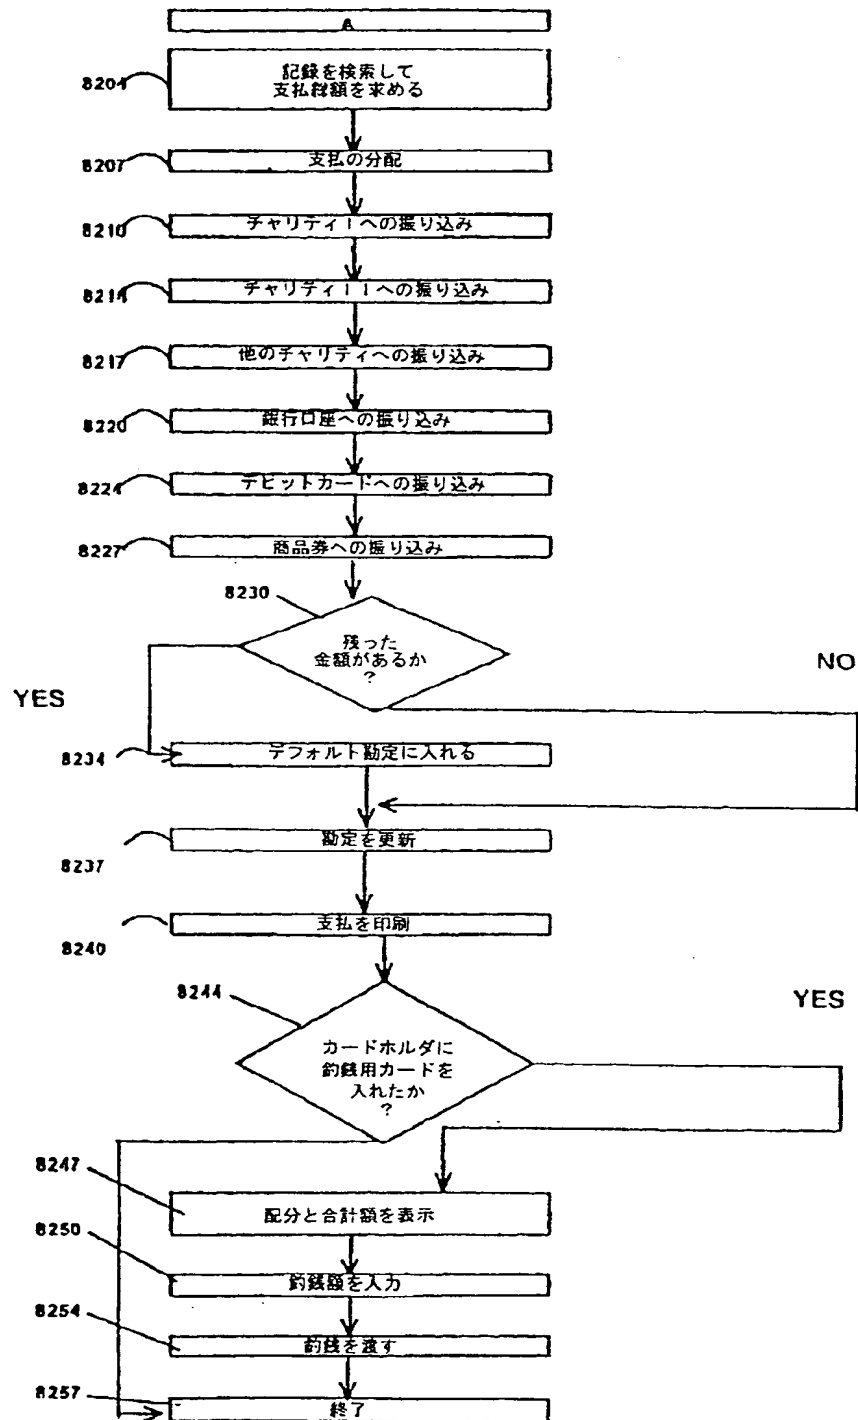 A
8204
記録を検索して
支払総額を求める
8207
支払の分配
8210
チャリティIへの振り込み
8214
チャリティIIへの振り込み
8217
他のチャリティへの振り込み
8220
銀行口座への振り込み
8224
デビットカードへの振り込み
8227
商品券への振り込み
8230
残った
金額があるか
?
NO
YES
8234
デフォルト勘定に入れる
8237
勘定を更新
8240
支払を印刷
8244
YES
カードホルダに
釣銭用カードを
入れたか
?
8247
配分と合計額を表示
8250
釣銭額を入力
8254
釣銭を渡す
8257
終了